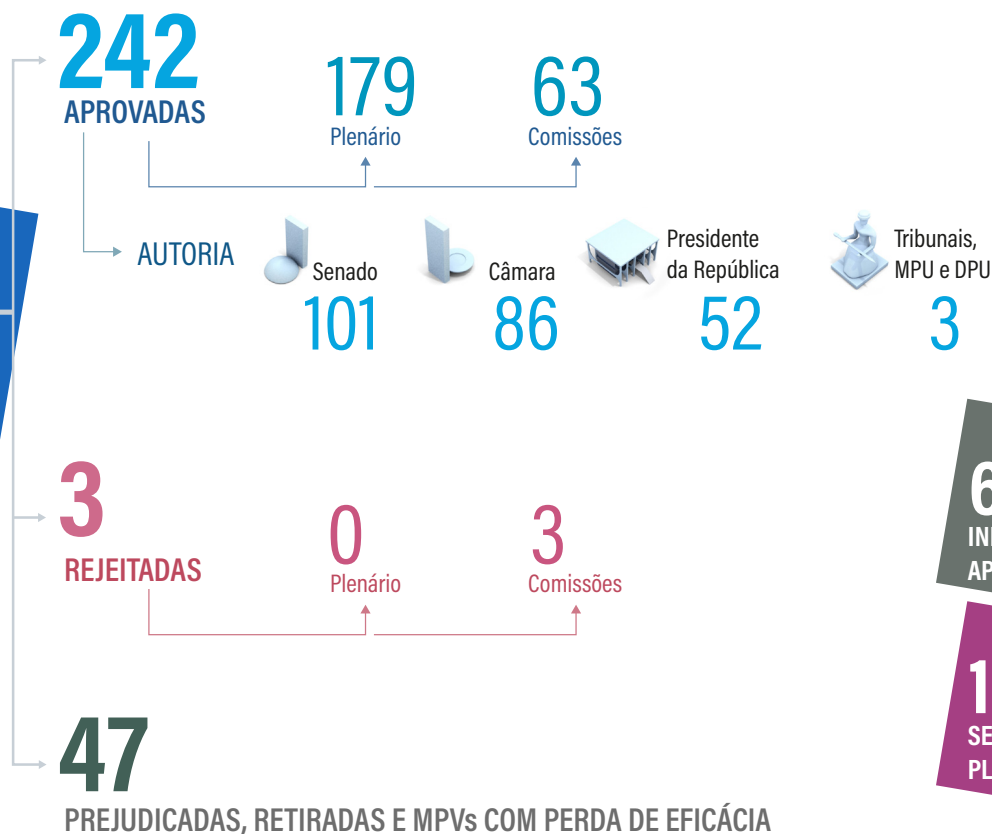 242
APROVADAS
179
Plenário
63
Comissões
AUTORIA
Senado
101
Câmara
86
Presidente
da República
52
Tribunais,
MPU e DPU
3
3
REJEITADAS
0
Plenário
3
Comissões
47
PREJUDICADAS, RETIRADAS E MPVs COM PERDA DE EFICÁCIA